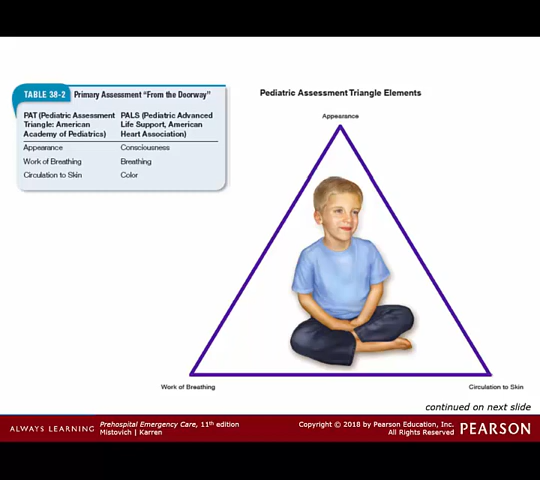 TABLE 38-2 Primary Assessment "From the Doorway"
PAT (Pediatric Assessment Triangle: American Academy of Pediatrics)
PALS (Pediatric Advanced Life Support, American Heart Association)
Appearance Consciousness
Work of Breathing Breathing
Circulation to Skin Color
Pediatric Assessment Triangle Elements
Appearance
Work of Breathing
Circulation to Skin
continued on next slide
ALWAYS LEARNING
Prehospital Emergency Care, 11th edition
Mistovich | Karren
Copyright © 2018 by Pearson Education, Inc.
All Rights Reserved
PEARSON